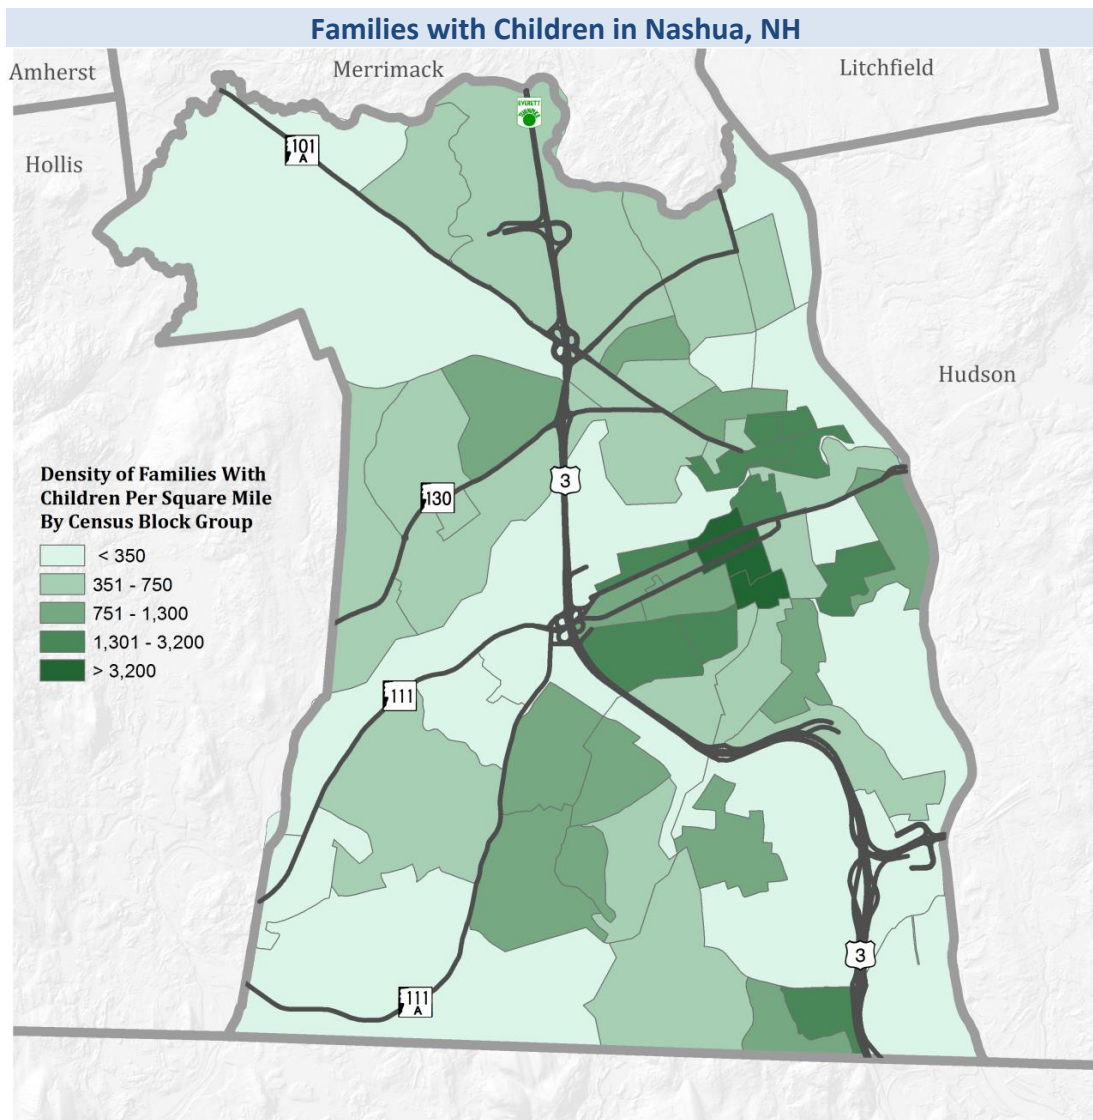 Families with Children in Nashua, NH
Amherst
Merrimack
Litchfield
EVERETT
TURNPIKE
101
A
Hollis
Hudson
Density of Families With
Children Per Square Mile
By Census Block Group
< 350
351 - 750
751 - 1,300
1,301 - 3,200
> 3,200
3
130
111
3
111
A